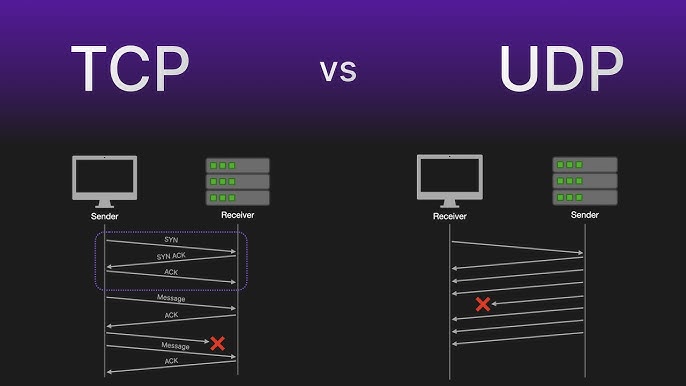 TCP vs UDP
Sender
Receiver
SYN
SYN ACK
ACK
Message
ACK
Message
ACK
Receiver
Sender